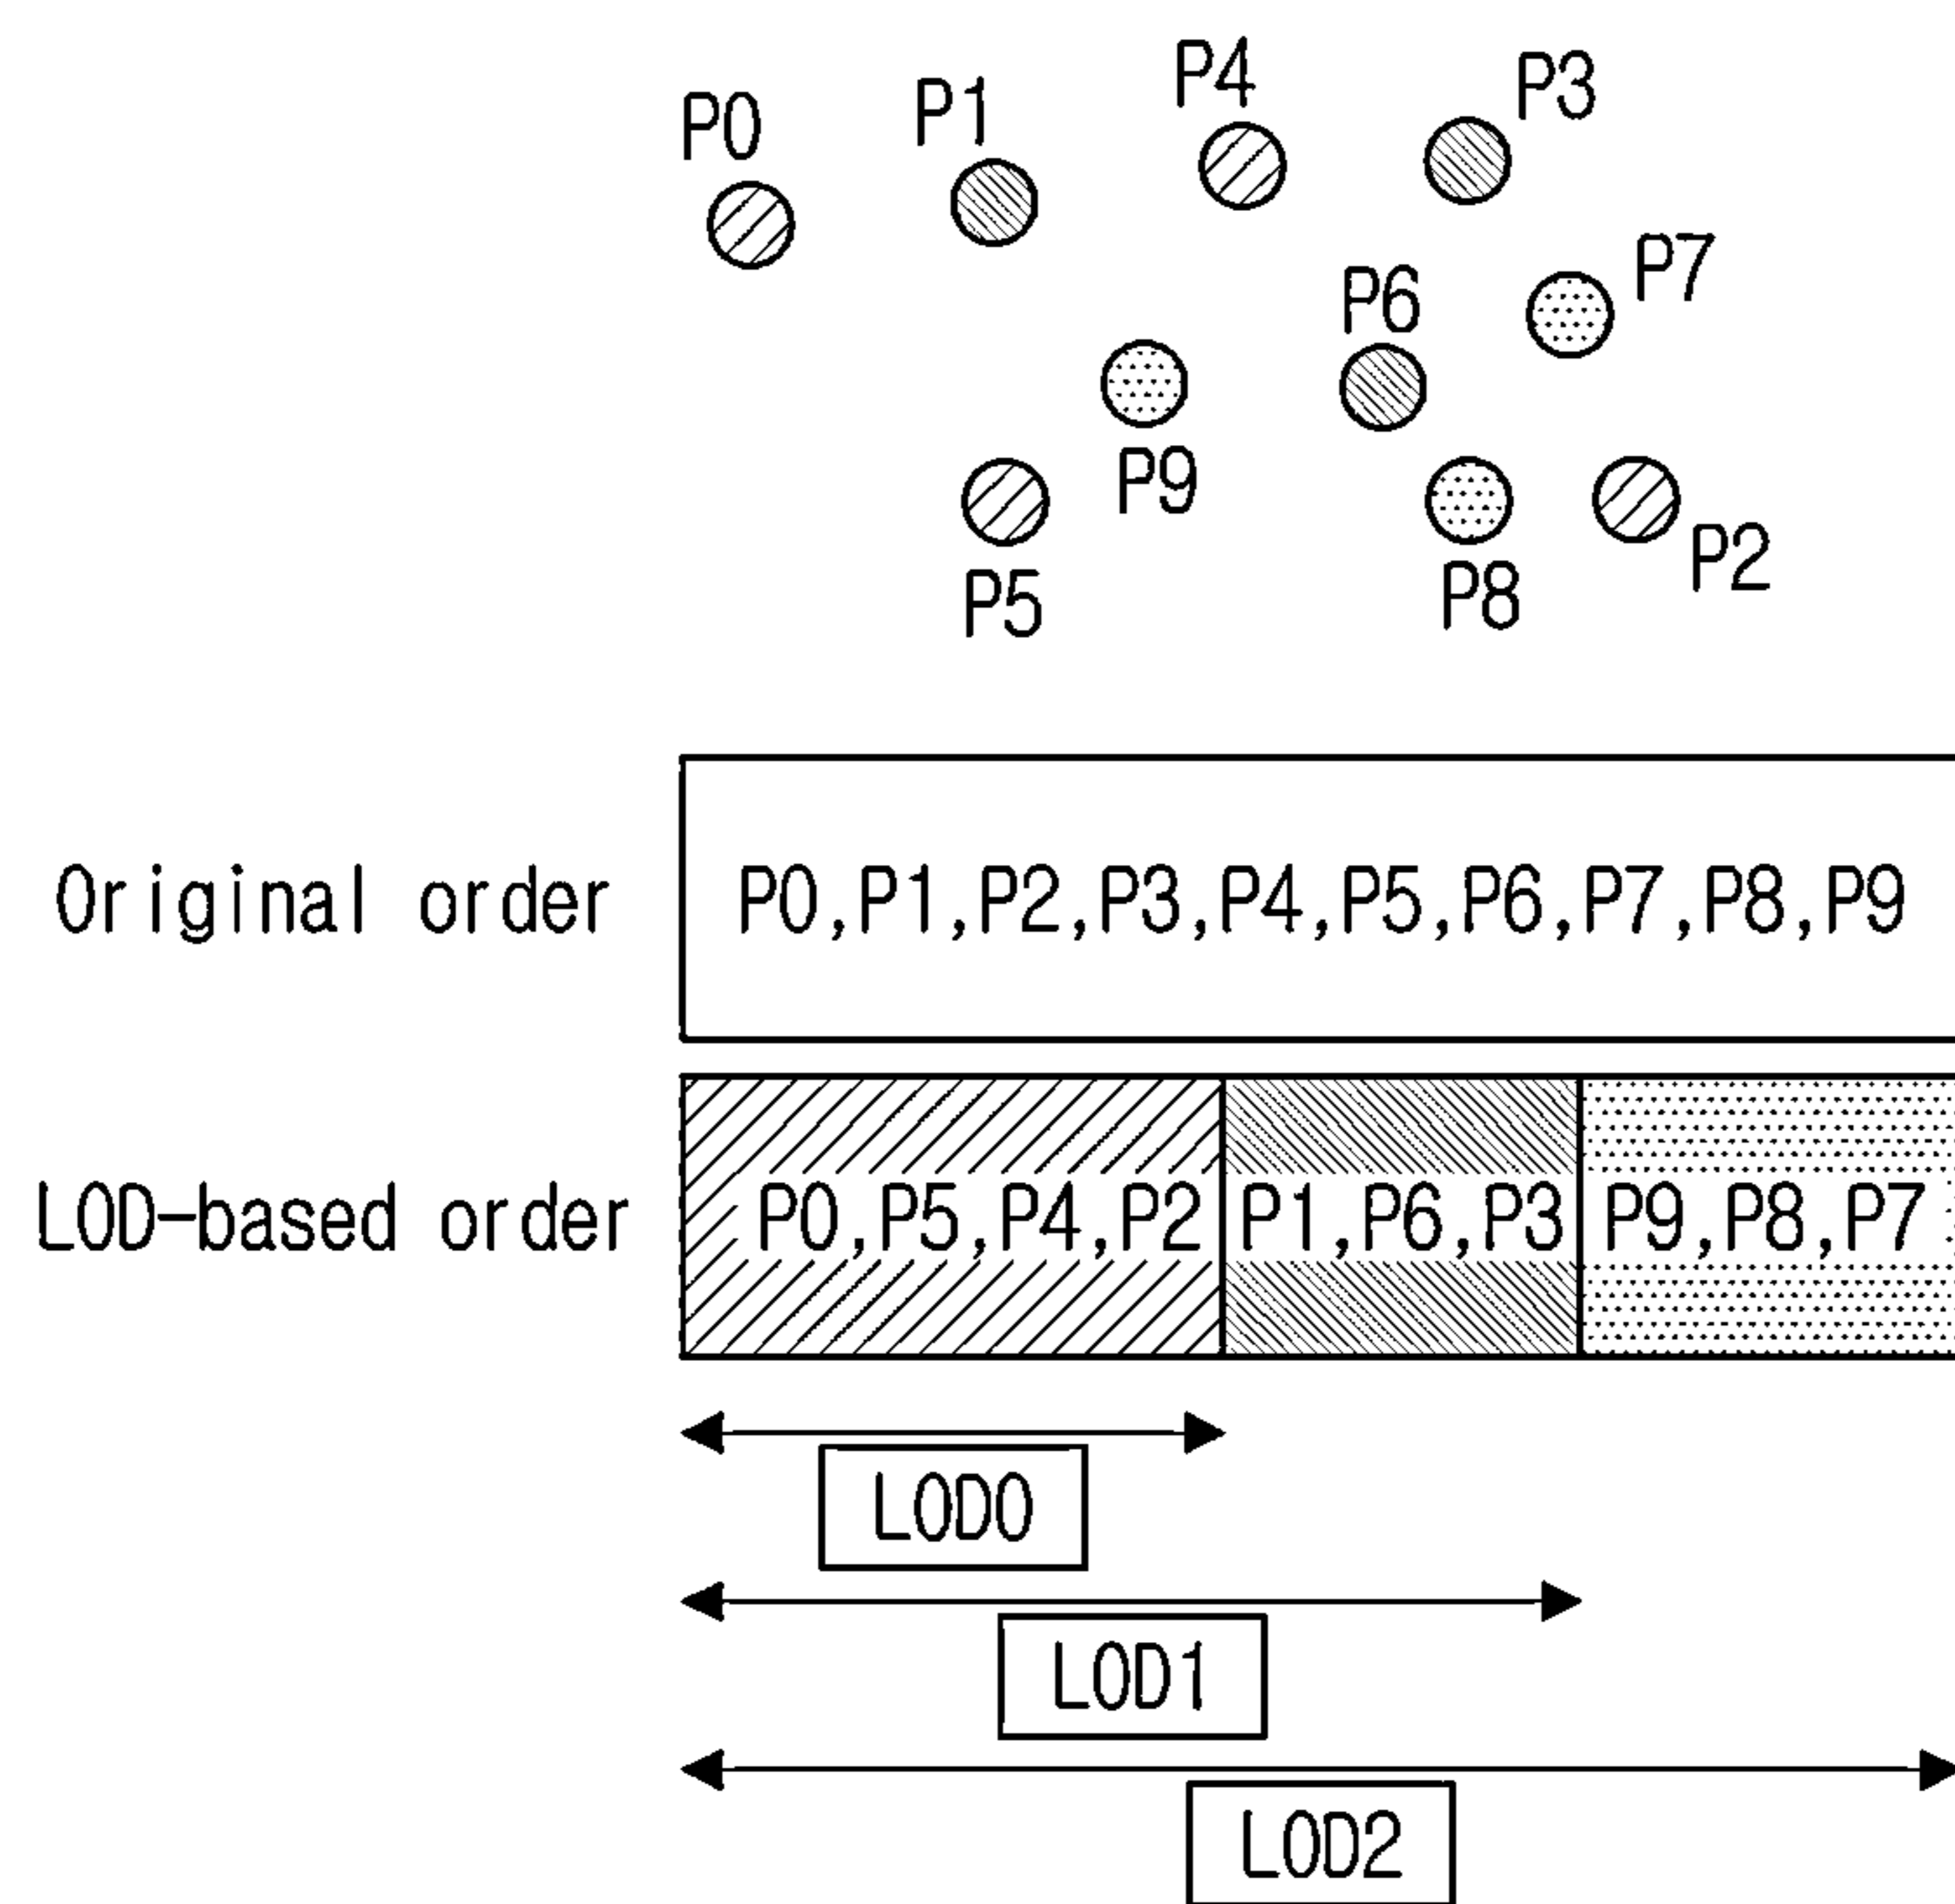 P4
P3
P0
P1
P7
P6
P9
P2
P5
P8
Original order
P0,P1,P2,P3,P4,P5,P6,P7,P8,P9
LOD-based order
P0,P5,P4,P2
P1,P6,P3
P9,P8,P7
LOD0
LOD1
LOD2